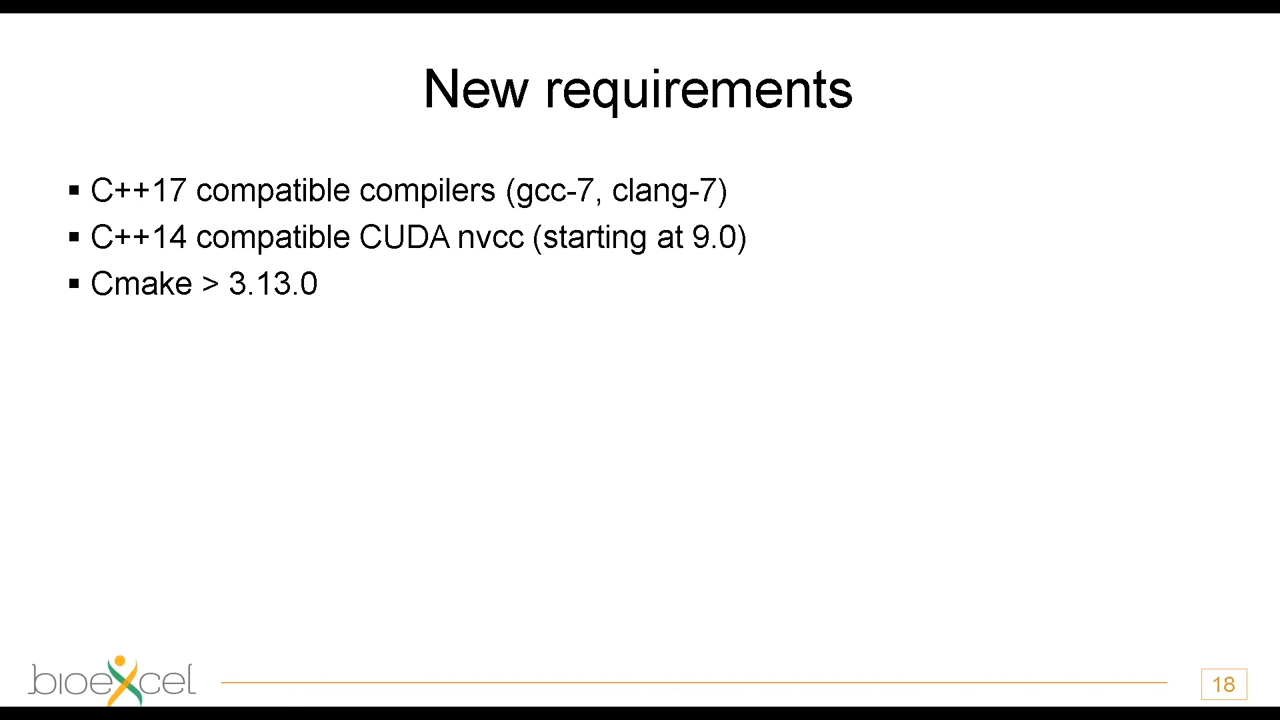 New requirements
▪ C++17 compatible compilers (gcc-7, clang-7)
▪ C++14 compatible CUDA nvcc (starting at 9.0)
▪ Cmake > 3.13.0
bioexcel
18